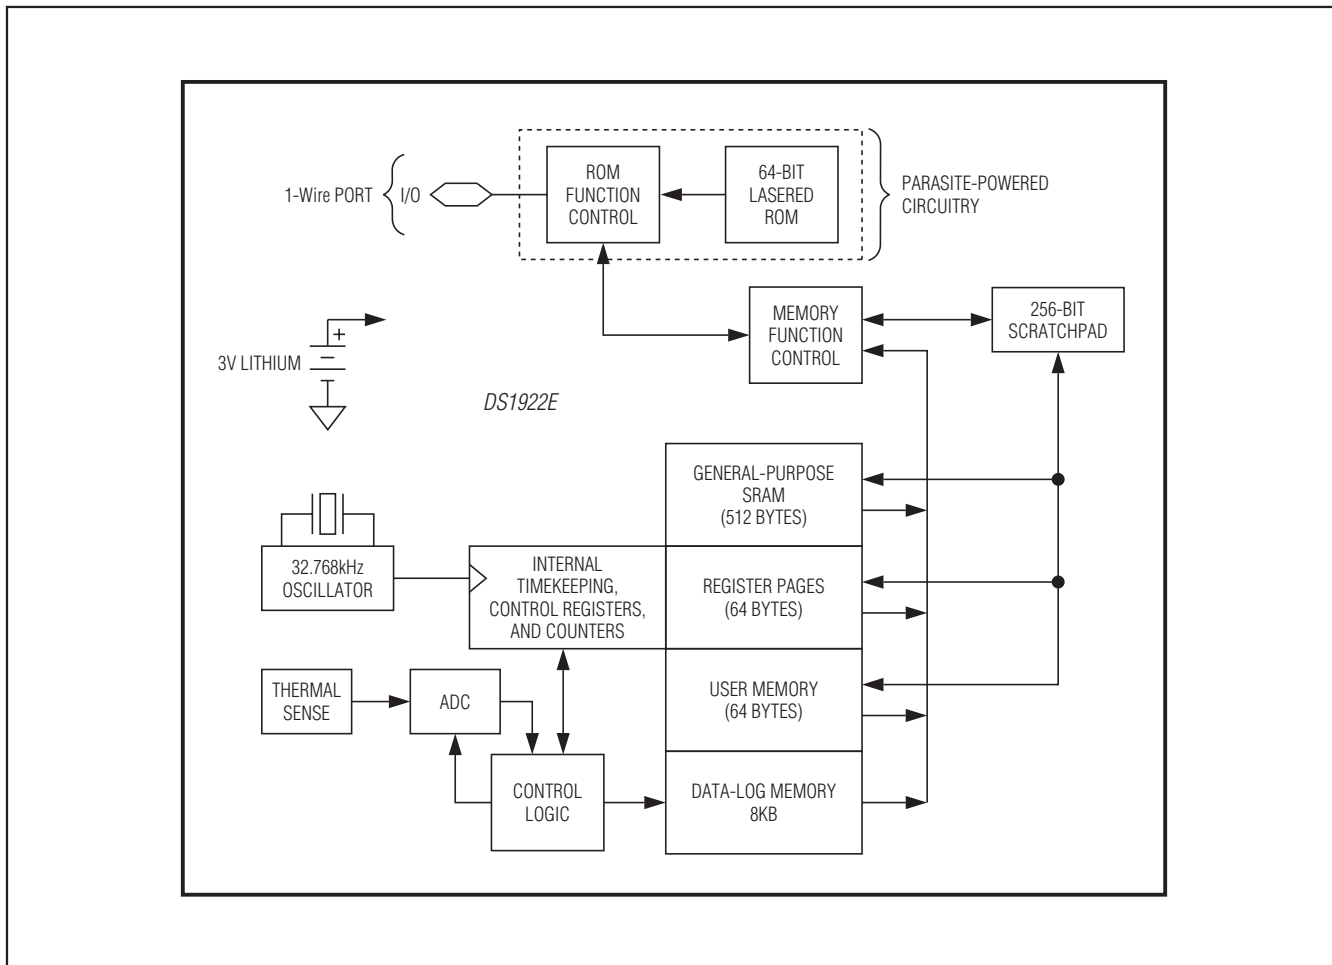 ROM
FUNCTION
CONTROL
64-BIT
LASERED
ROM
PARASITE-POWERED
CIRCUITRY
1-Wire PORT
I/O
MEMORY
FUNCTION
CONTROL
256-BIT
SCRATCHPAD
+
3V LITHIUM
DS1922E
GENERAL-PURPOSE
SRAM
(512 BYTES)
32.768kHz
OSCILLATOR
INTERNAL
TIMEKEEPING,
CONTROL REGISTERS,
AND COUNTERS
REGISTER PAGES
(64 BYTES)
THERMAL
SENSE
ADC
USER MEMORY
(64 BYTES)
CONTROL
LOGIC
DATA-LOG MEMORY
8KB